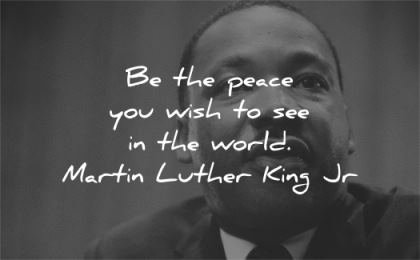 Be the peace
you wish to see
in the world.
Martin Luther King Jr